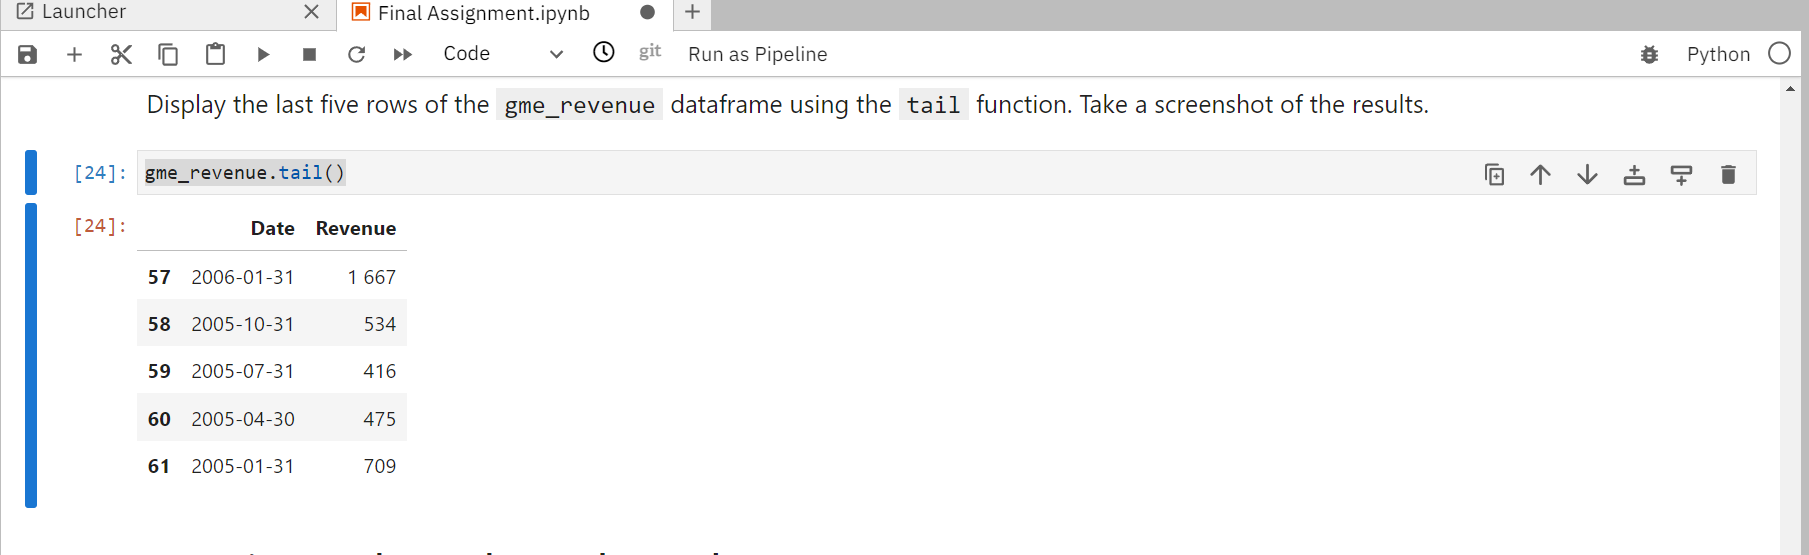 Launcher
Final Assignment.ipynb
Code
git
Run as Pipeline
Python
Display the last five rows of the gme_revenue dataframe using the tail function. Take a screenshot of the results.
[24]: gme_revenue.tail()
[24]: Date Revenue
57 2006-01-31 1 667
58 2005-10-31 534
59 2005-07-31 416
60 2005-04-30 475
61 2005-01-31 709